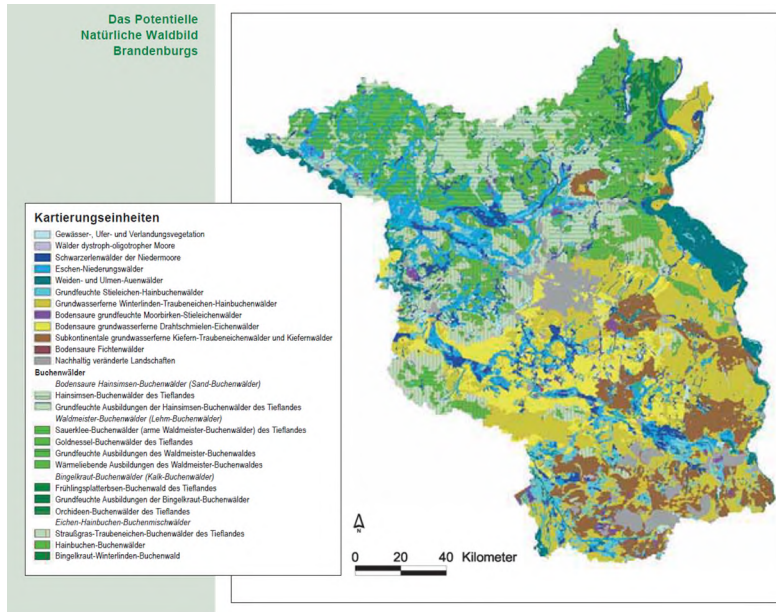 Das Potentielle
Natürliche Waldbild
Brandenburgs
Kartierungseinheiten
Gewässer-, Ufer- und Verlandungsvegetation
Wälder dystroph-oligotropher Moore
Schwarzerlenwälder der Niedermoore
Eschen-Niederungswälder
Weiden- und Ulmen-Auenwälder
Grundfeuchte Stieleichen-Hainbuchenwälder
Grundwasserferne Winterlinden-Traubeneichen-Hainbuchenwälder
Bodensaure grundfeuchte Moorbirken-Stieleichenwälder
Bodensaure grundwasserferne Drahtschmielen-Eichenwälder
Subkontinentale grundwasserferne Kiefern-Traubeneichenwälder und Kiefernwälder
Bodensaure Fichtenwälder
Nachhaltig veränderte Landschaften
Buchenwälder
Bodensaure Hainsimsen-Buchenwälder (Sand-Buchenwälder)
Hainsimsen-Buchenwälder des Tieflandes
Grundfeuchte Ausbildungen der Hainsimsen-Buchenwälder des Tieflandes
Waldmeister-Buchenwälder (Lehm-Buchenwälder)
Sauerklee-Buchenwälder (arme Waldmeister-Buchenwälder) des Tieflandes
Goldnessel-Buchenwälder des Tieflandes
Grundfeuchte Ausbildungen des Waldmeister-Buchwaldes
Wärmeliebende Ausbildungen des Waldmeister-Buchenwaldes
Bingelkraut-Buchenwälder (Kalk-Buchenwälder)
Frühlingsplatterbsen-Buchenwald des Tieflandes
Grundfeuchte Ausbildungen der Bingelkraut-Buchenwälder
Orchideen-Buchenwälder des Tieflandes
Eichen-Hainbuchen-Buchenmischwälder
Straußgras-Traubeneichen-Buchenwälder des Tieflandes
Hainbuchen-Buchenwälder
Bingelkraut-Winterlinden-Buchenwald
N
0 20 40 Kilometer